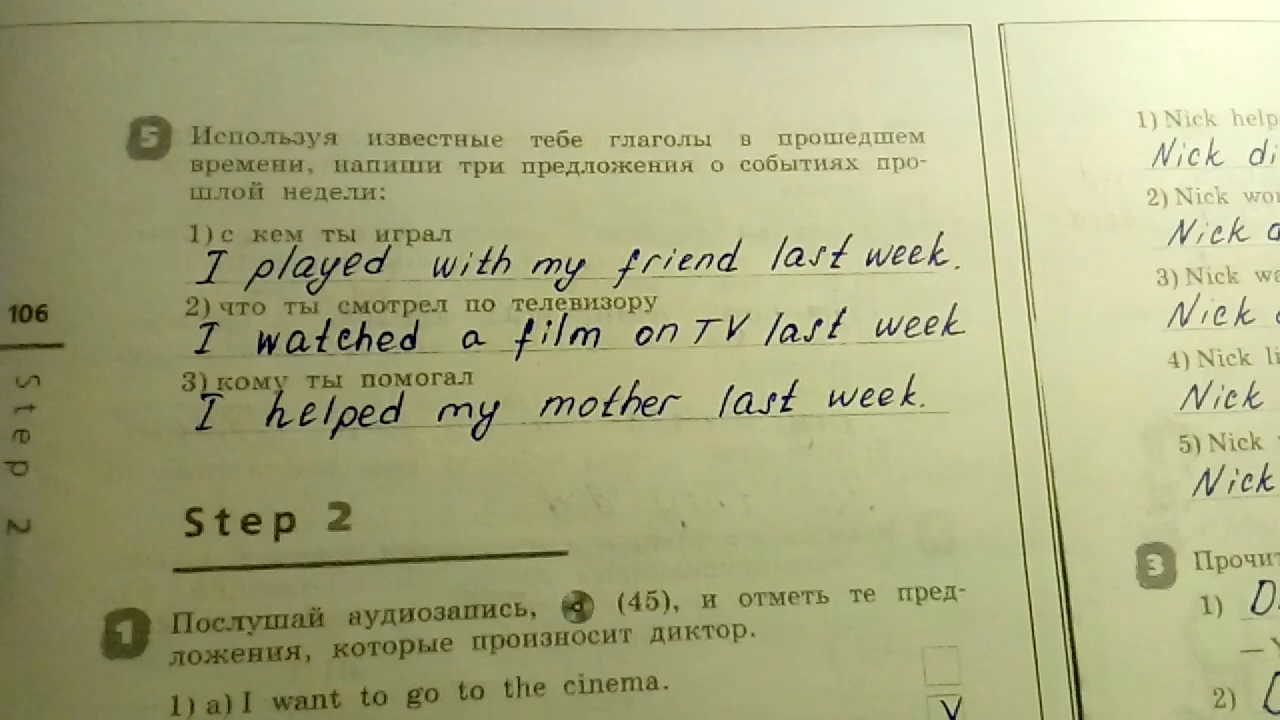 5 Используя известные тебе глаголы в прошедшем
времени, напиши три предложения о событиях про-
шлой недели:
1) с кем ты играл
I played with my friend last week.
2) что ты смотрел по телевизору
I watched a film on TV last week
3) кому ты помогал
I helped my mother last week.
106
Step 2
Step 2
1 Послушай аудиозапись, (45), и отметь те пред-
ложения, которые произносит диктор.
1) a) I want to go to the cinema.
V
1) Nick help
Nick di
2) Nick
Nick
3) Nick
Nick
4) Nick
Nick
5) Nick
Nick
3
1)
2)